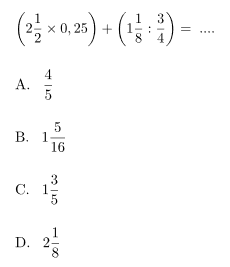 (2 1/2 × 0,25) + (1 1/8 : 3/4) = ....
A. 4/5
B. 1 5/16
C. 1 3/5
D. 2 1/8